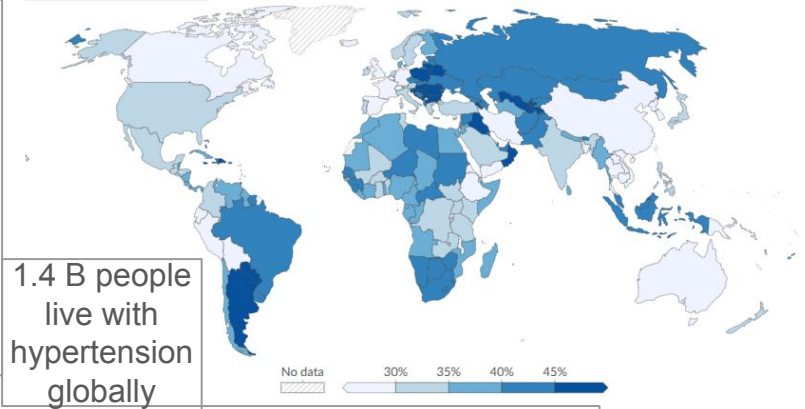 1.4 B people
live with
hypertension
globally
No data
30% 35% 40% 45%